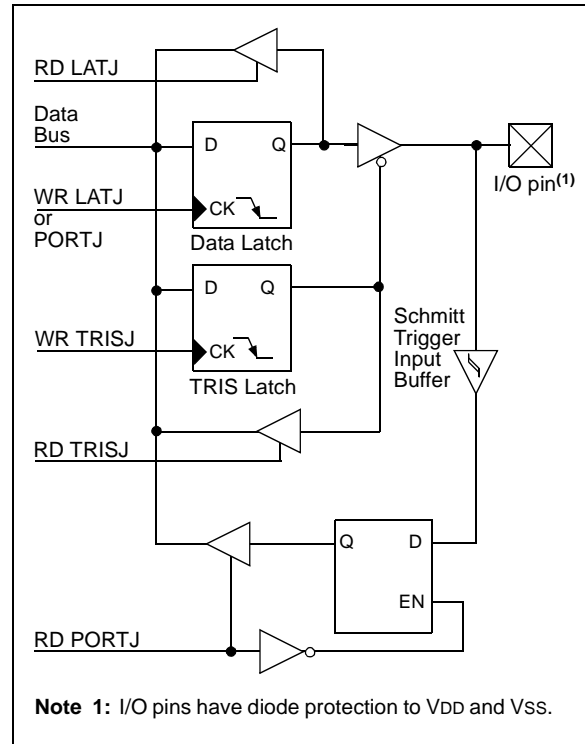 RD LATJ
Data
Bus
D Q
I/O pin(1)
WR LATJ
or
PORTJ
CK
Data Latch
D Q
WR TRISJ
CK
TRIS Latch
Schmitt
Trigger
Input
Buffer
RD TRISJ
Q D
EN
RD PORTJ
Note 1: I/O pins have diode protection to VDD and VSS.